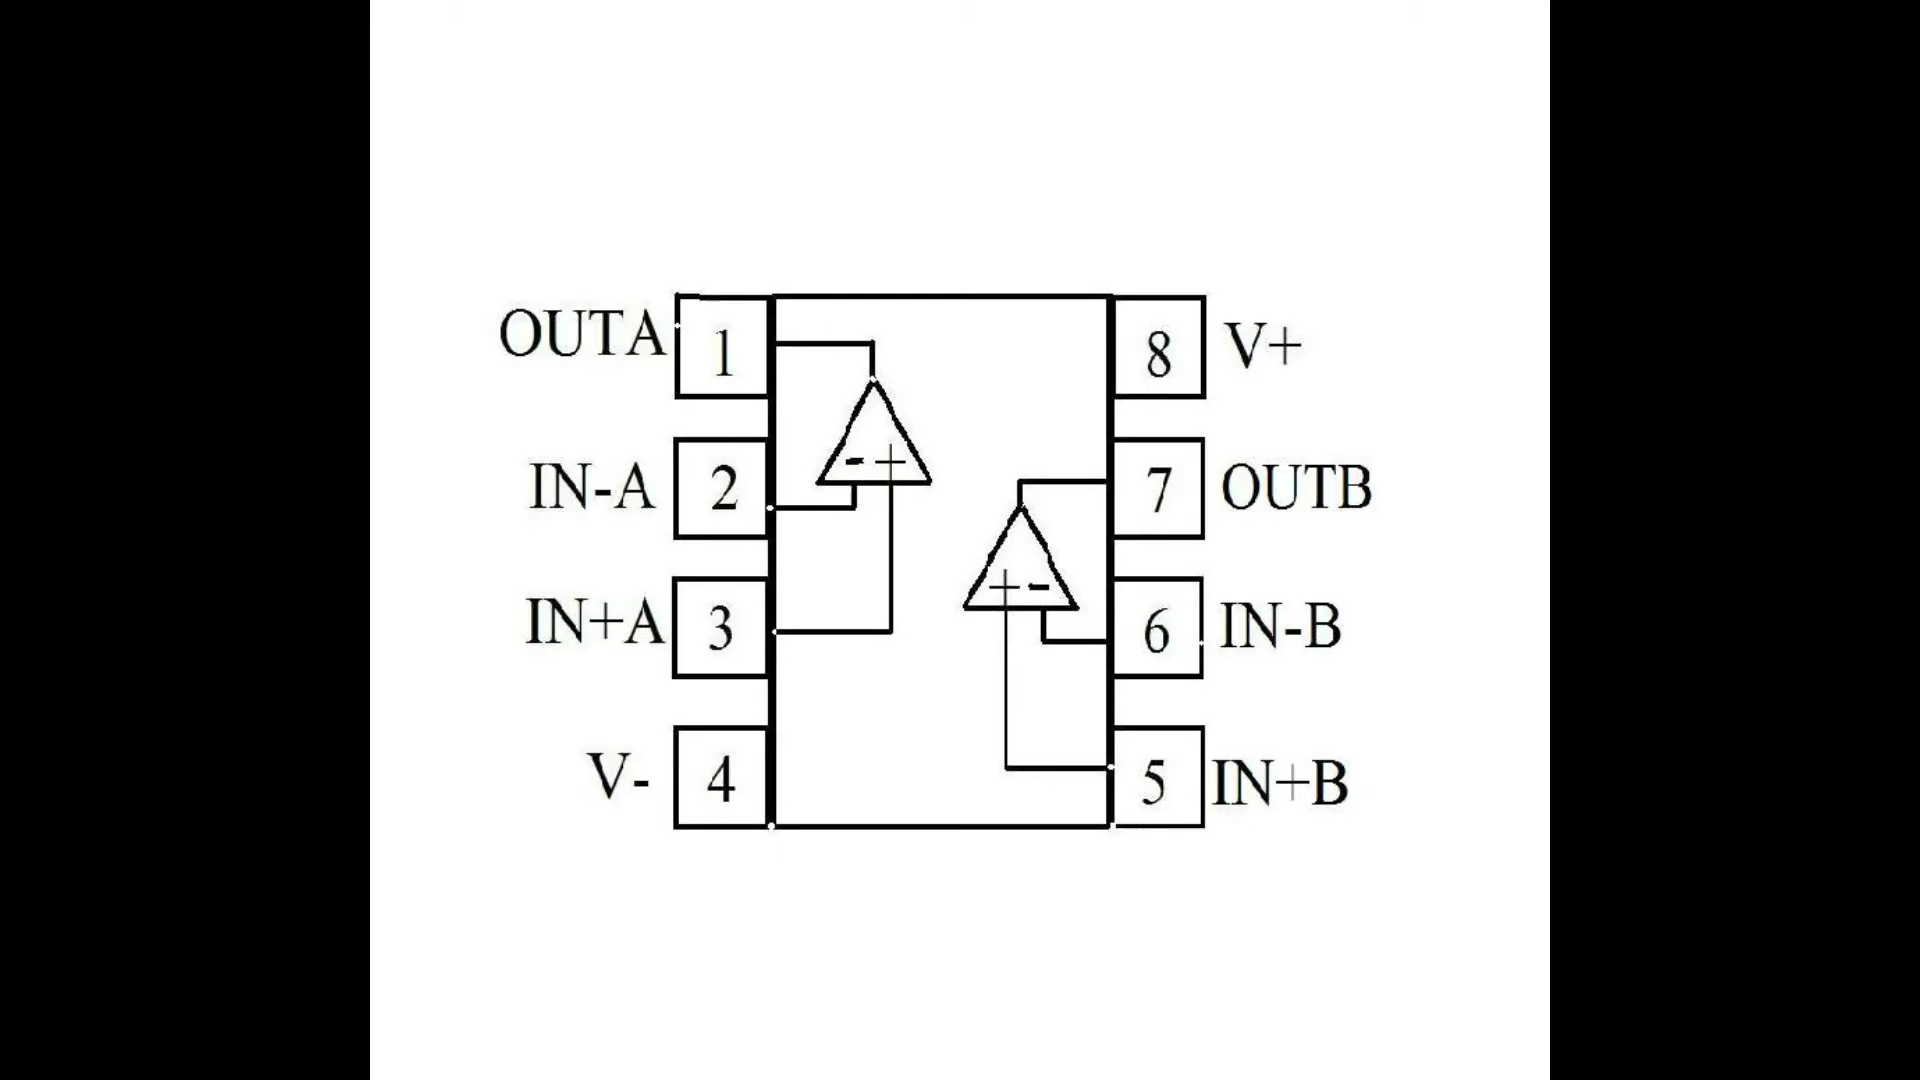 OUTA 1 8 V+
IN-A 2 7 OUTB
- +
+ -
IN+A 3 6 IN-B
V- 4 5 IN+B